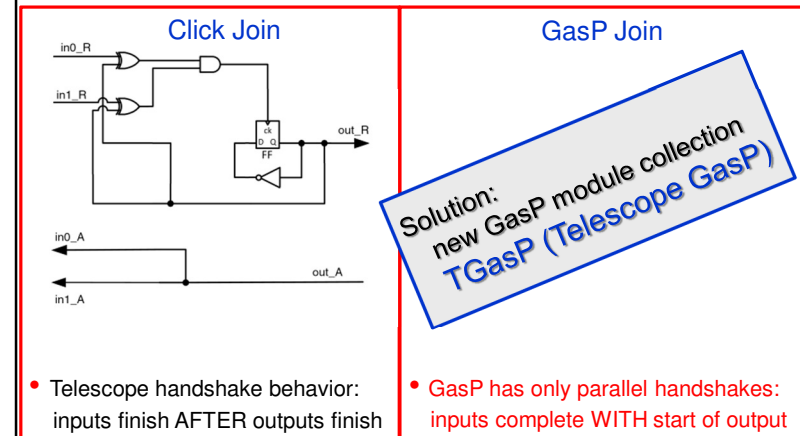 Click Join
in0_R
in1_R
ck
D Q
FF
out_R
in0_A
out_A
in1_A
• Telescope handshake behavior:
inputs finish AFTER outputs finish
GasP Join
Solution:
new GasP module collection
TGasP (Telescope GasP)
• GasP has only parallel handshakes:
inputs complete WITH start of output